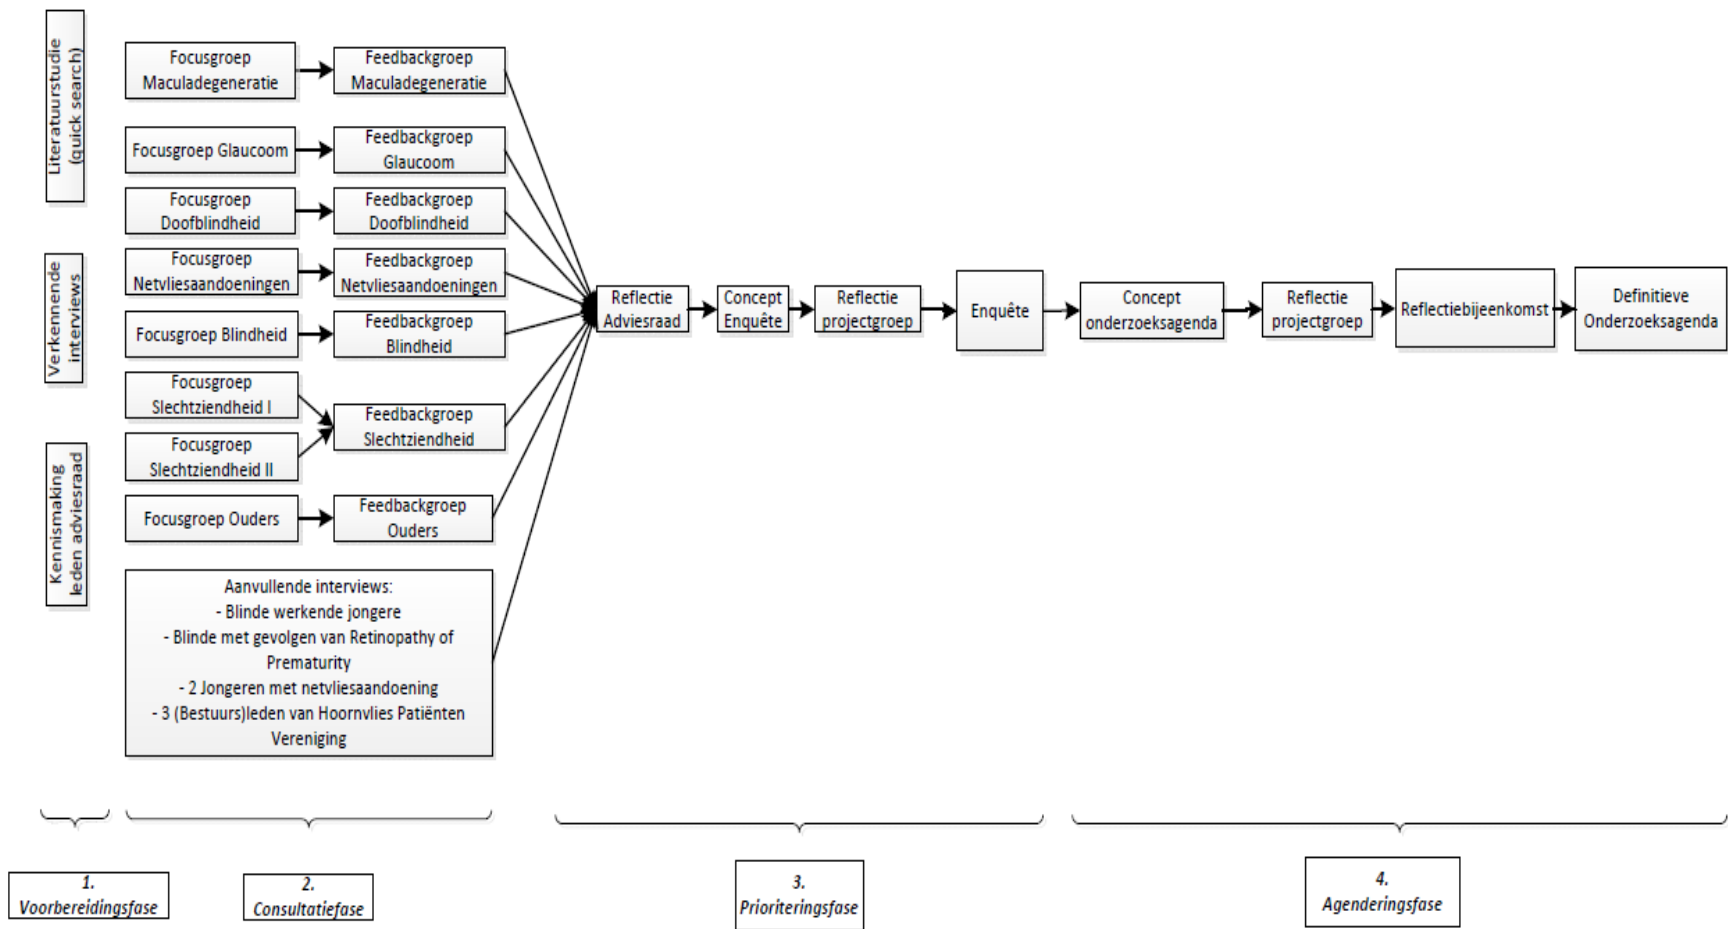 Literatuurstudie
(quick search)
Verkennende
interviews
Kennismaking
leden adviesraad
Focusgroep
Maculadegeneratie
Feedbackgroep
Maculadegeneratie
Focusgroep Glaucoom
Feedbackgroep
Glaucoom
Focusgroep
Doofblindheid
Feedbackgroep
Doofblindheid
Focusgroep
Netvliesaandoeningen
Feedbackgroep
Netvliesaandoeningen
Focusgroep Blindheid
Feedbackgroep
Blindheid
Focusgroep
Slechtziendheid I
Focusgroep
Slechtziendheid II
Feedbackgroep
Slechtziendheid
Focusgroep Ouders
Feedbackgroep
Ouders
Aanvullende interviews:
- Blinde werkende jongere
- Blinde met gevolgen van Retinopathy of
Prematurity
- 2 Jongeren met netvliesaandoening
- 3 (Bestuurs)leden van Hoornvlies Patiënten
Vereniging
Reflectie
Adviesraad
Concept
Enquête
Reflectie
projectgroep
Enquête
Concept
onderzoeksagenda
Reflectie
projectgroep
Reflectiebijeenkomst
Definitieve
Onderzoeksagenda
1.
Voorbereidingsfase
2.
Consultatiefase
3.
Prioriteringsfase
4.
Agenderingsfase